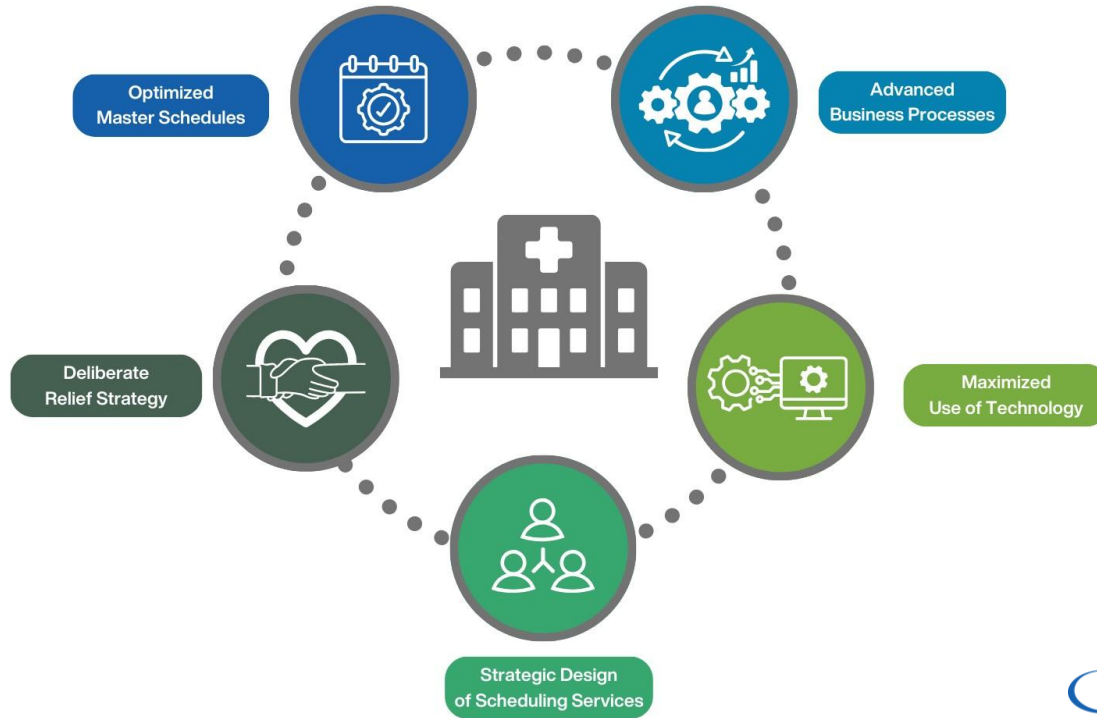 Optimized
Master Schedules
Advanced
Business Processes
Deliberate
Relief Strategy
Maximized
Use of Technology
Strategic Design
of Scheduling Services